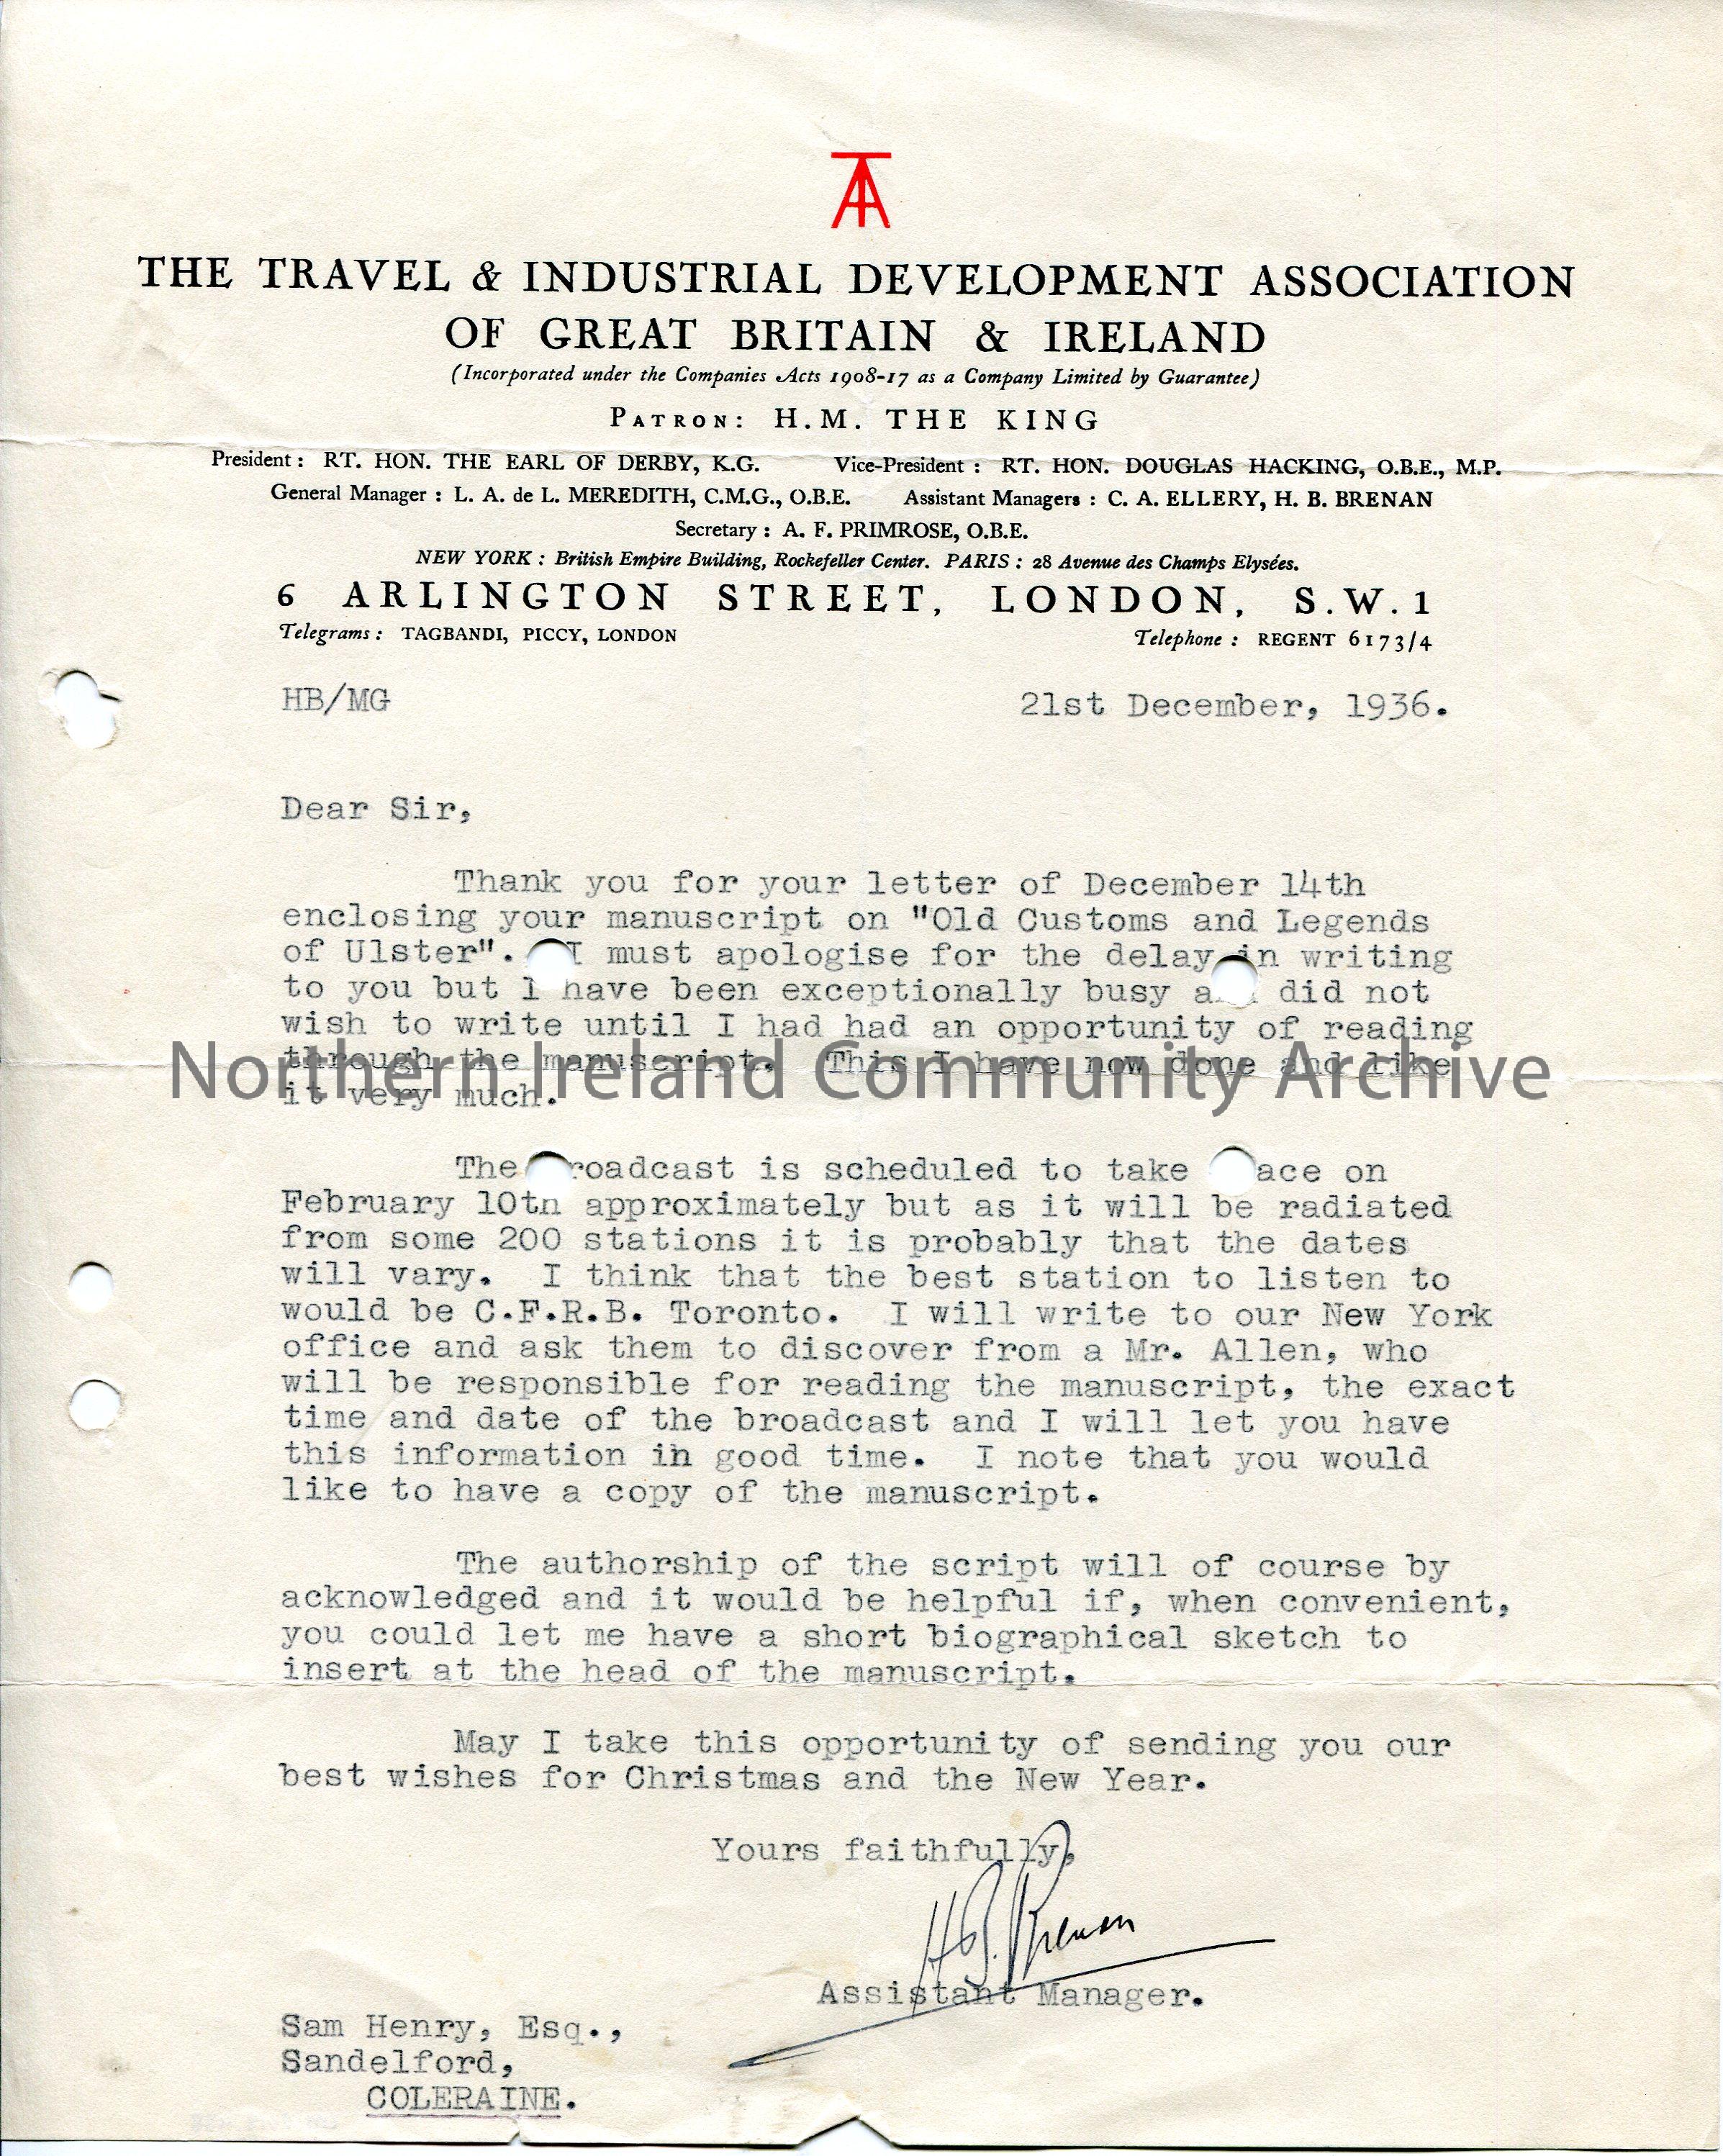 THE TRAVEL & INDUSTRIAL DEVELOPMENT ASSOCIATION
OF GREAT BRITAIN & IRELAND
(Incorporated under the Companies Acts 1908-17 as a Company Limited by Guarantee)
PATRON: H.M. THE KING
President: RT. HON. THE EARL OF DERBY, K.G. Vice-President: RT. HON. DOUGLAS HACKING, O.B.E., M.P.
General Manager: L. A. de L. MEREDITH, C.M.G., O.B.E. Assistant Managers: C. A. ELLERY, H. B. BRENAN
Secretary: A. F. PRIMROSE, O.B.E.
NEW YORK: British Empire Building, Rockefeller Center. PARIS: 28 Avenue des Champs Elysées.
6 ARLINGTON STREET, LONDON, S.W.1
Telegrams: TAGBANDI, PICCY, LONDON Telephone: REGENT 6173/4
HB/MG 21st December, 1936.
Dear Sir,
Thank you for your letter of December 14th
enclosing your manuscript on "Old Customs and Legends
of Ulster". I must apologise for the delay in writing
to you but I have been exceptionally busy a did not
wish to write until I had had an opportunity of reading
through the manuscript. This I have now done and like
it very much.
Northern Ireland Community Archive
The roadcast is scheduled to take ace on
February 10th approximately but as it will be radiated
from some 200 stations it is probably that the dates
will vary. I think that the best station to listen to
would be C.F.R.B. Toronto. I will write to our New York
office and ask them to discover from a Mr. Allen, who
will be responsible for reading the manuscript, the exact
time and date of the broadcast and I will let you have
this information in good time. I note that you would
like to have a copy of the manuscript.
The authorship of the script will of course by
acknowledged and it would be helpful if, when convenient,
you could let me have a short biographical sketch to
insert at the head of the manuscript.
May I take this opportunity of sending you our
best wishes for Christmas and the New Year.
Yours faithfully,
H.B. Brenan
Assistant Manager.
Sam Henry, Esq.,
Sandelford,
COLERAINE.